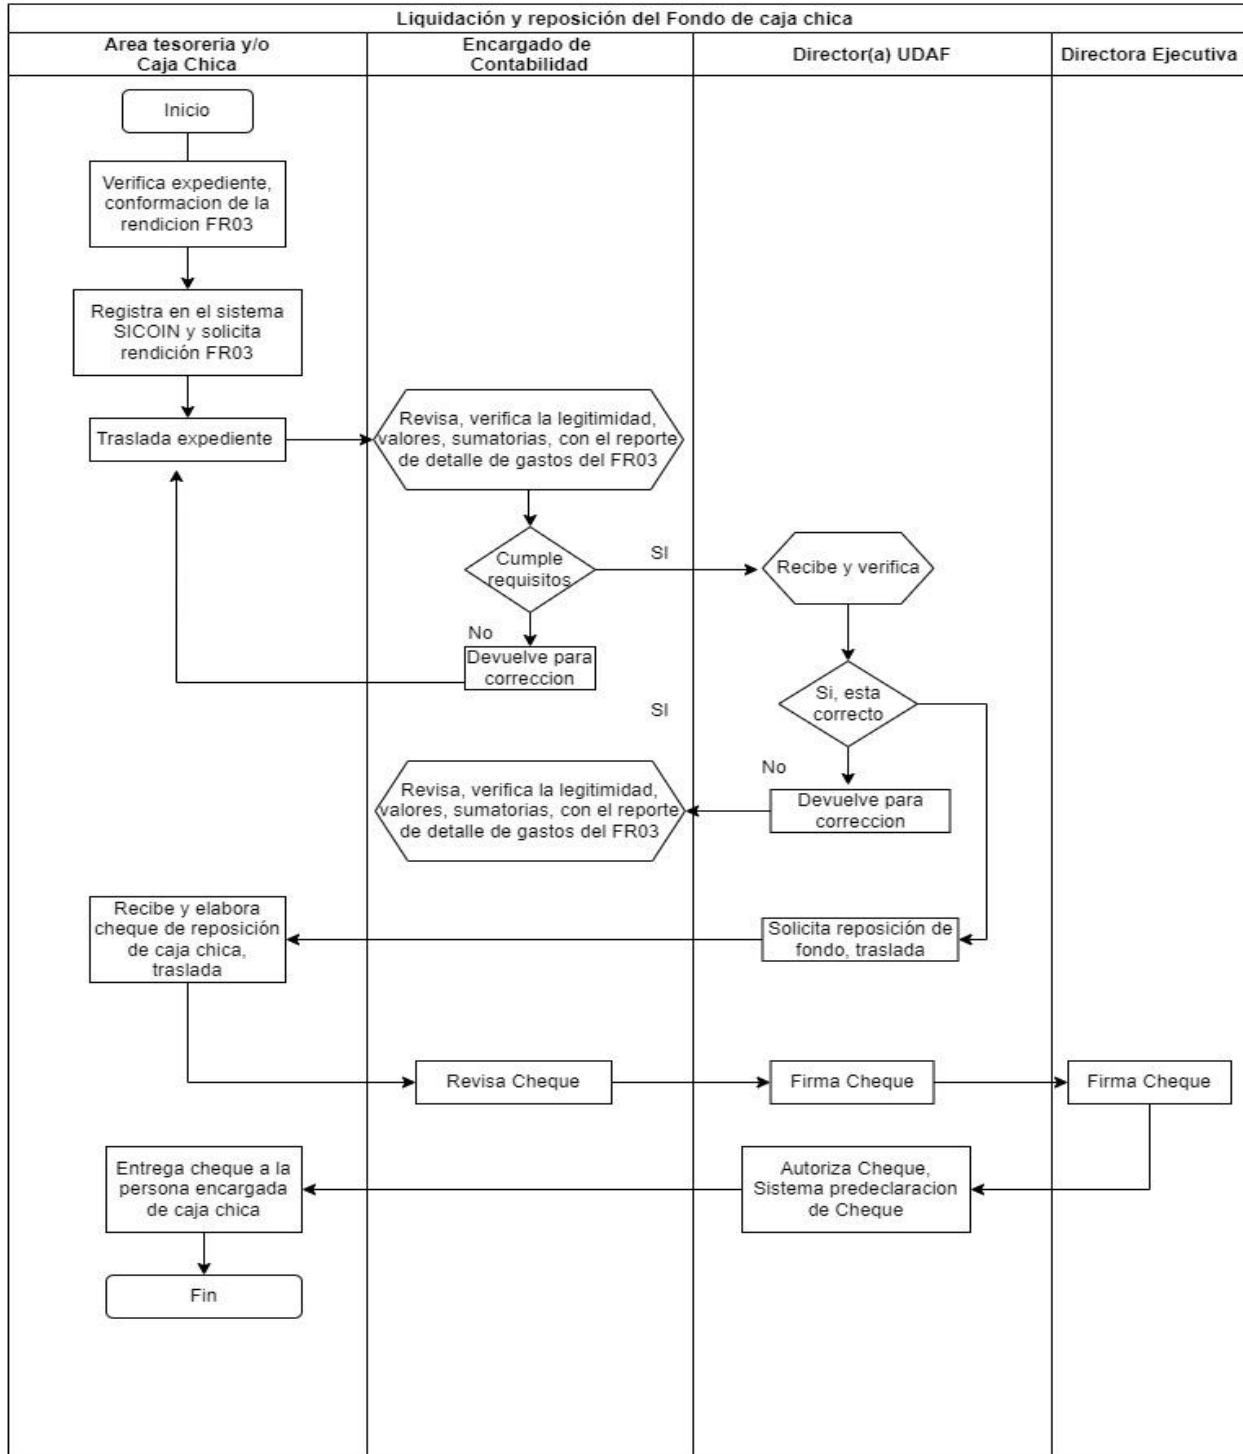 Liquidación y reposición del Fondo de caja chica
Area tesoreria y/o
Caja Chica
Encargado de
Contabilidad
Director(a) UDAF
Directora Ejecutiva
Inicio
Verifica expediente,
conformacion de la
rendicion FR03
Registra en el sistema
SICOIN y solicita
rendición FR03
Traslada expediente
Revisa, verifica la legitimidad,
valores, sumatorias, con el reporte
de detalle de gastos del FR03
Cumple
requisitos
SI
Recibe y verifica
No
Devuelve para
correccion
SI
Si, esta
correcto
No
Devuelve para
correccion
Revisa, verifica la legitimidad,
valores, sumatorias, con el reporte
de detalle de gastos del FR03
Recibe y elabora
cheque de reposición
de caja chica,
traslada
Solicita reposición de
fondo, traslada
Revisa Cheque
Firma Cheque
Firma Cheque
Entrega cheque a la
persona encargada
de caja chica
Autoriza Cheque,
Sistema predeclaracion
de Cheque
Fin